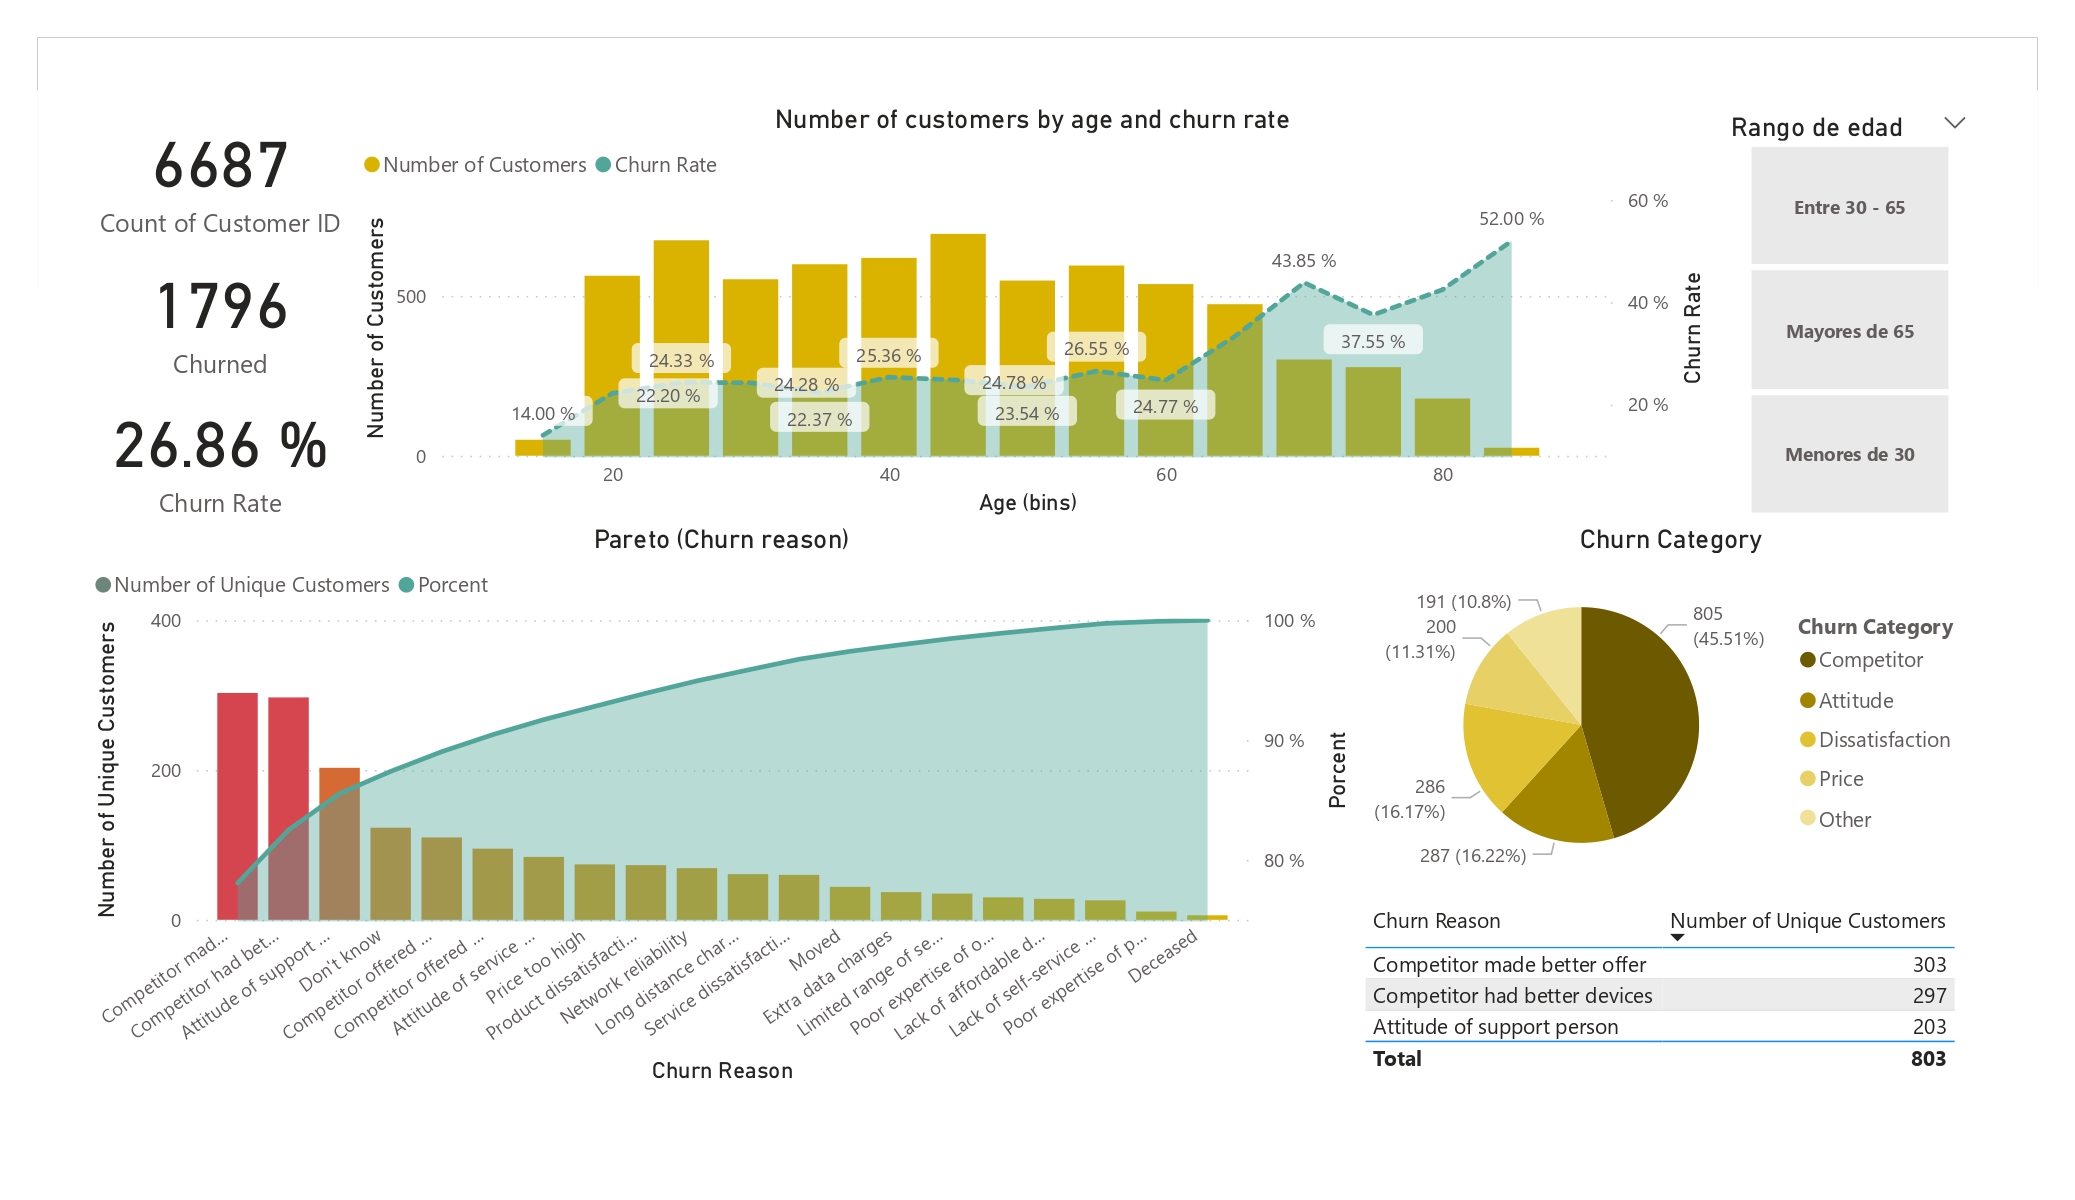 6687
Count of Customer ID
1796
Churned
26.86 %
Churn Rate
Number of customers by age and churn rate
Number of Customers
Churn Rate
Number of Customers
500
0
14.00 %
22.20 %
24.33 %
24.28 %
22.37 %
25.36 %
24.78 %
23.54 %
26.55 %
24.77 %
43.85 %
37.55 %
52.00 %
60 %
40 %
20 %
Churn Rate
20
40
60
80
Age (bins)
Rango de edad
Entre 30 - 65
Mayores de 65
Menores de 30
Pareto (Churn reason)
Number of Unique Customers
Porcent
Number of Unique Customers
400
200
0
100 %
90 %
80 %
Porcent
Competitor mad...
Competitor had bet...
Attitude of support ...
Don't know
Competitor offered ...
Competitor offered ...
Attitude of service ...
Price too high
Product dissatisfacti...
Network reliability
Long distance char...
Service dissatisfacti...
Moved
Extra data charges
Limited range of se...
Poor expertise of o...
Lack of affordable d...
Lack of self-service ...
Poor expertise of p...
Deceased
Churn Reason
Churn Category
191 (10.8%)
200
(11.31%)
286
(16.17%)
287 (16.22%)
805
(45.51%)
Churn Category
Competitor
Attitude
Dissatisfaction
Price
Other
Churn Reason Number of Unique Customers
Competitor made better offer 303
Competitor had better devices 297
Attitude of support person 203
Total 803